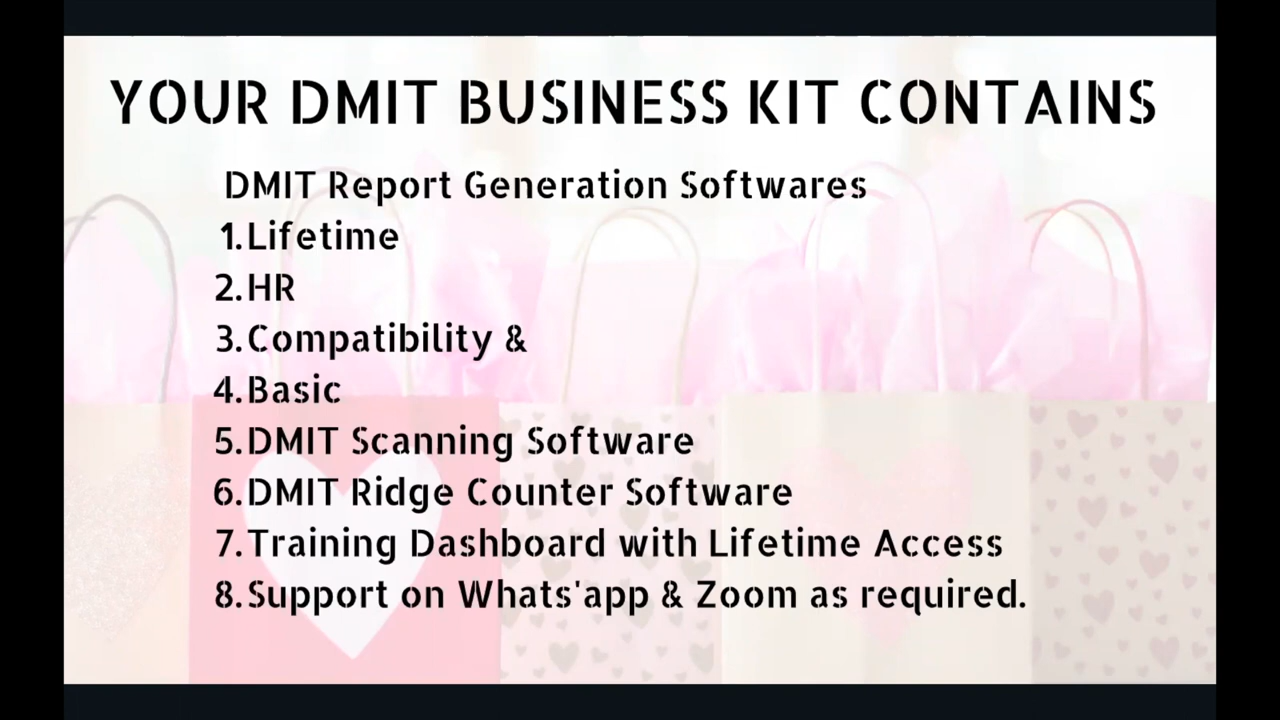 YOUR DMIT BUSINESS KIT CONTAINS
DMIT Report Generation Softwares
1.Lifetime
2.HR
3.Compatibility &
4.Basic
5.DMIT Scanning Software
6.DMIT Ridge Counter Software
7.Training Dashboard with Lifetime Access
8.Support on Whats'app & Zoom as required.